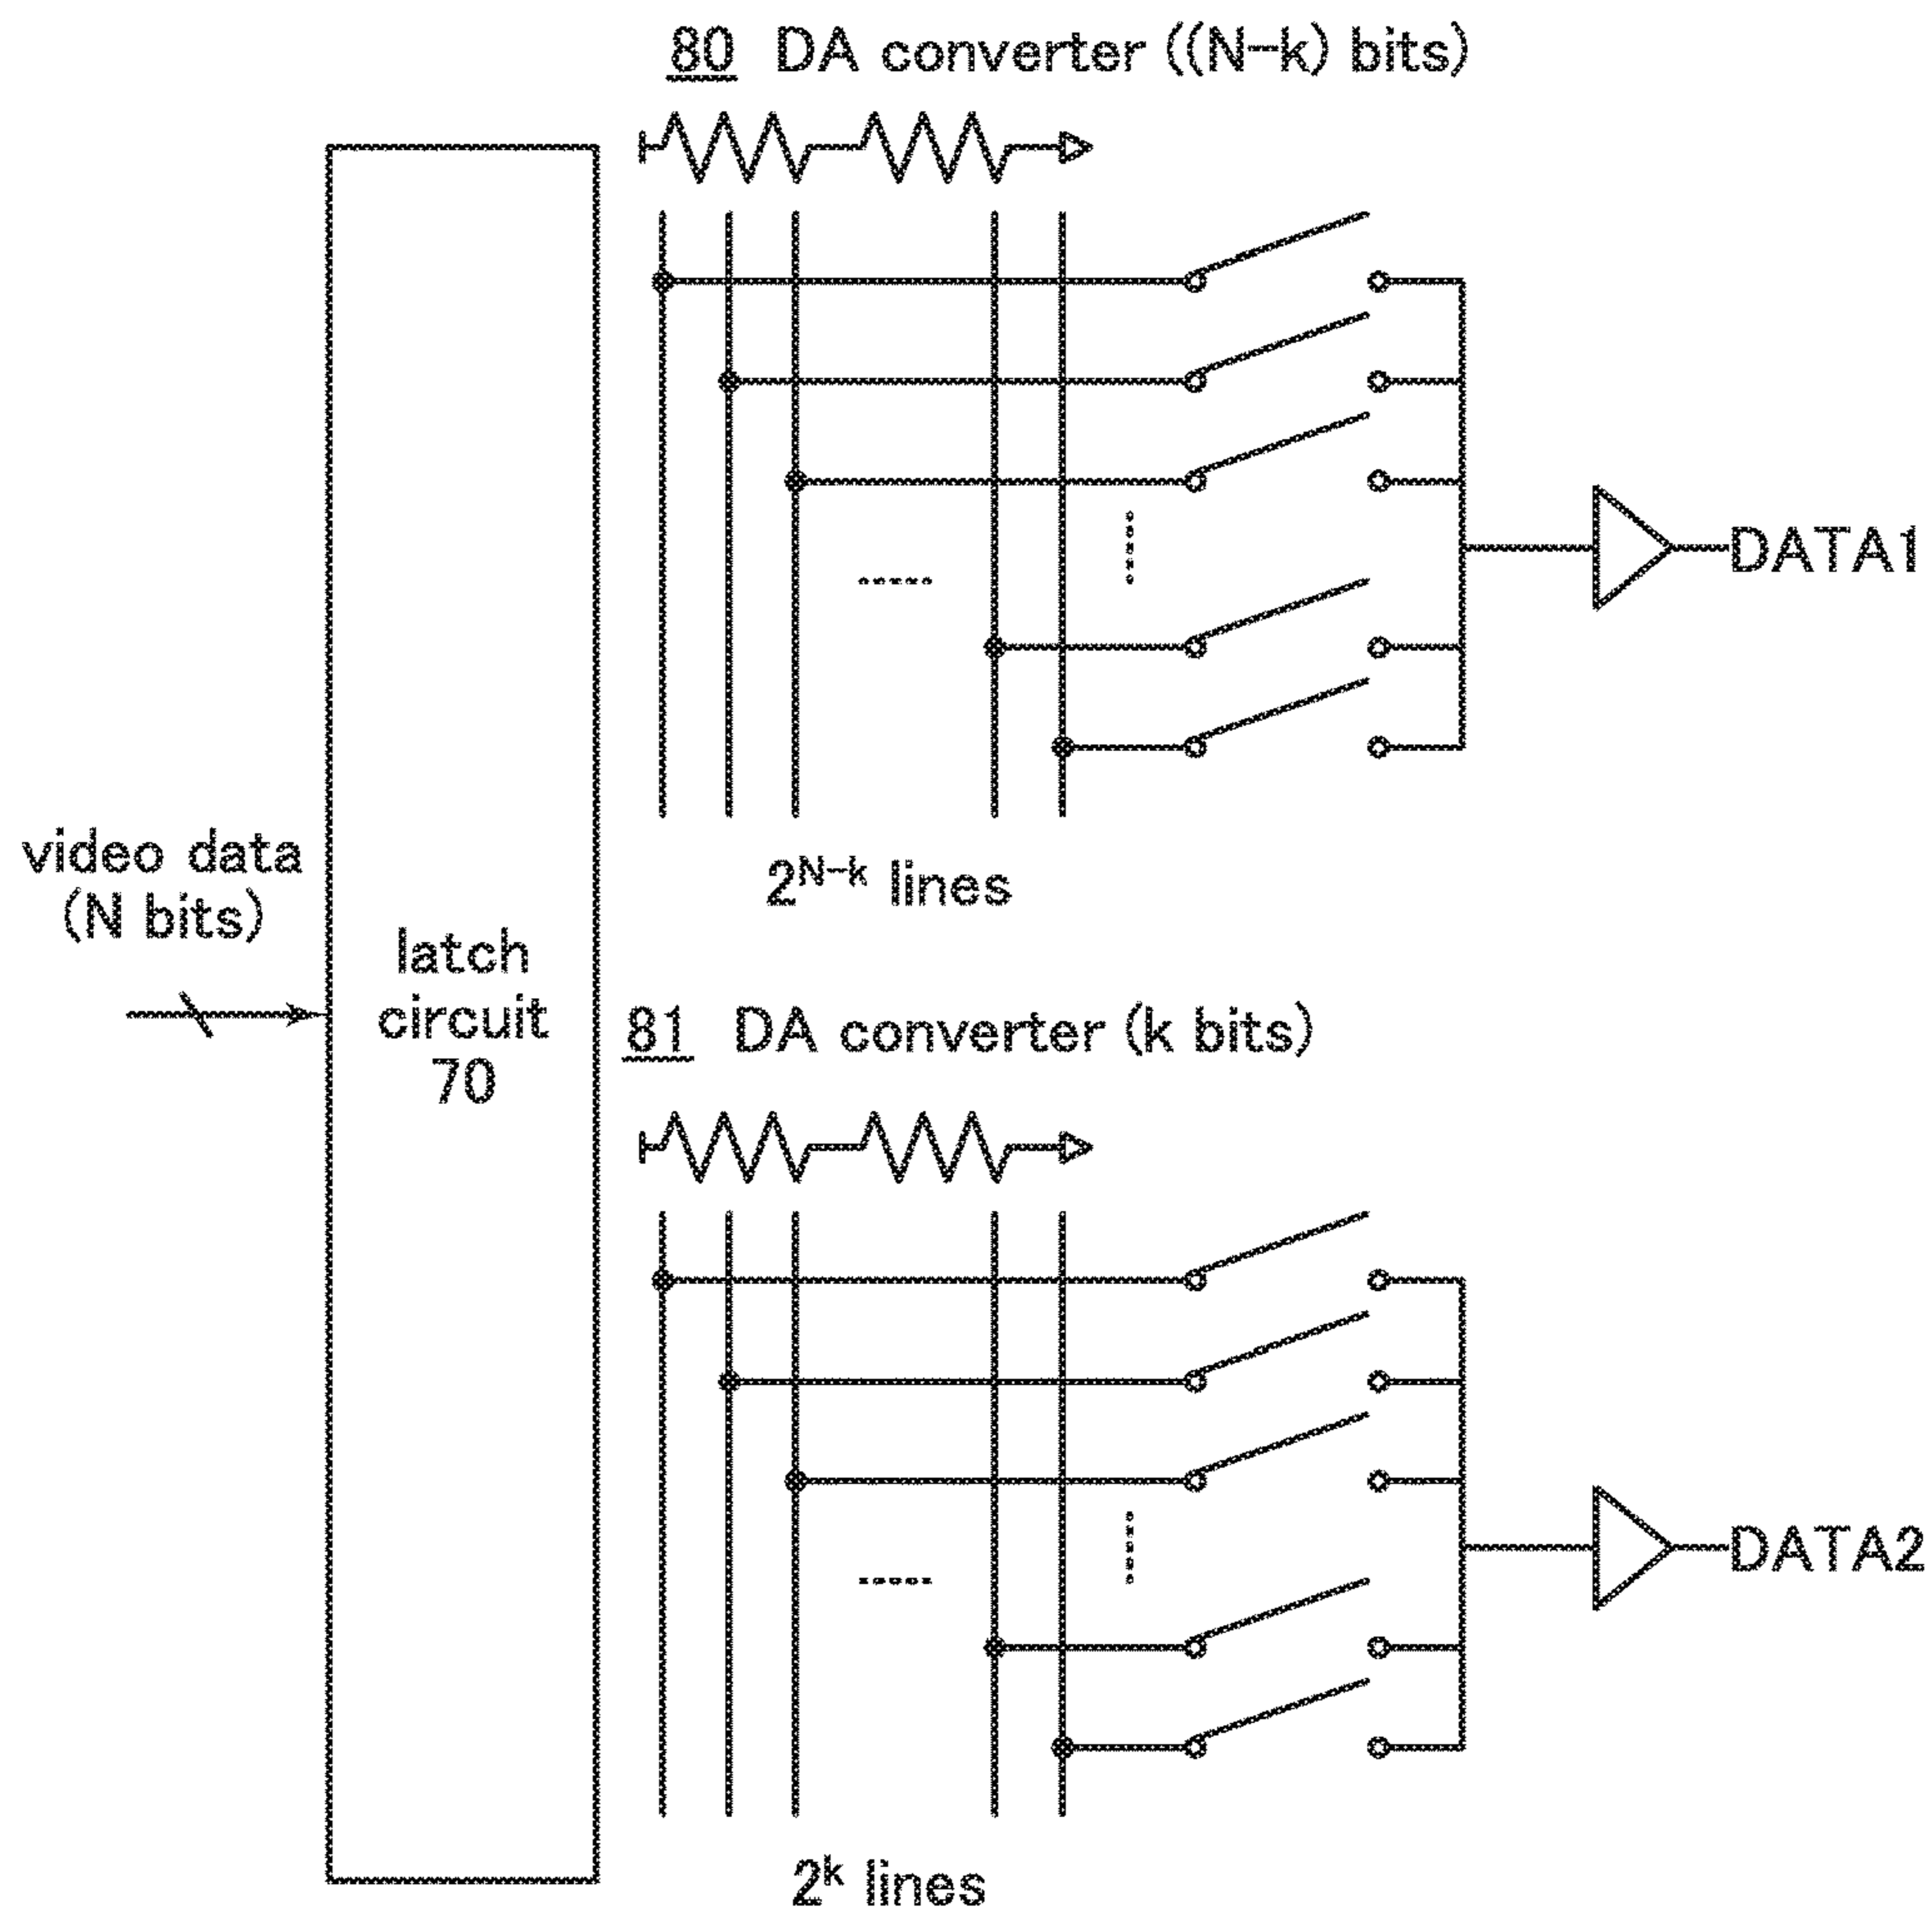 80 DA converter ((N-k) bits)
DATA1
2^N-k lines
video data
(N bits)
latch
circuit
70
81 DA converter (k bits)
DATA2
2^k lines